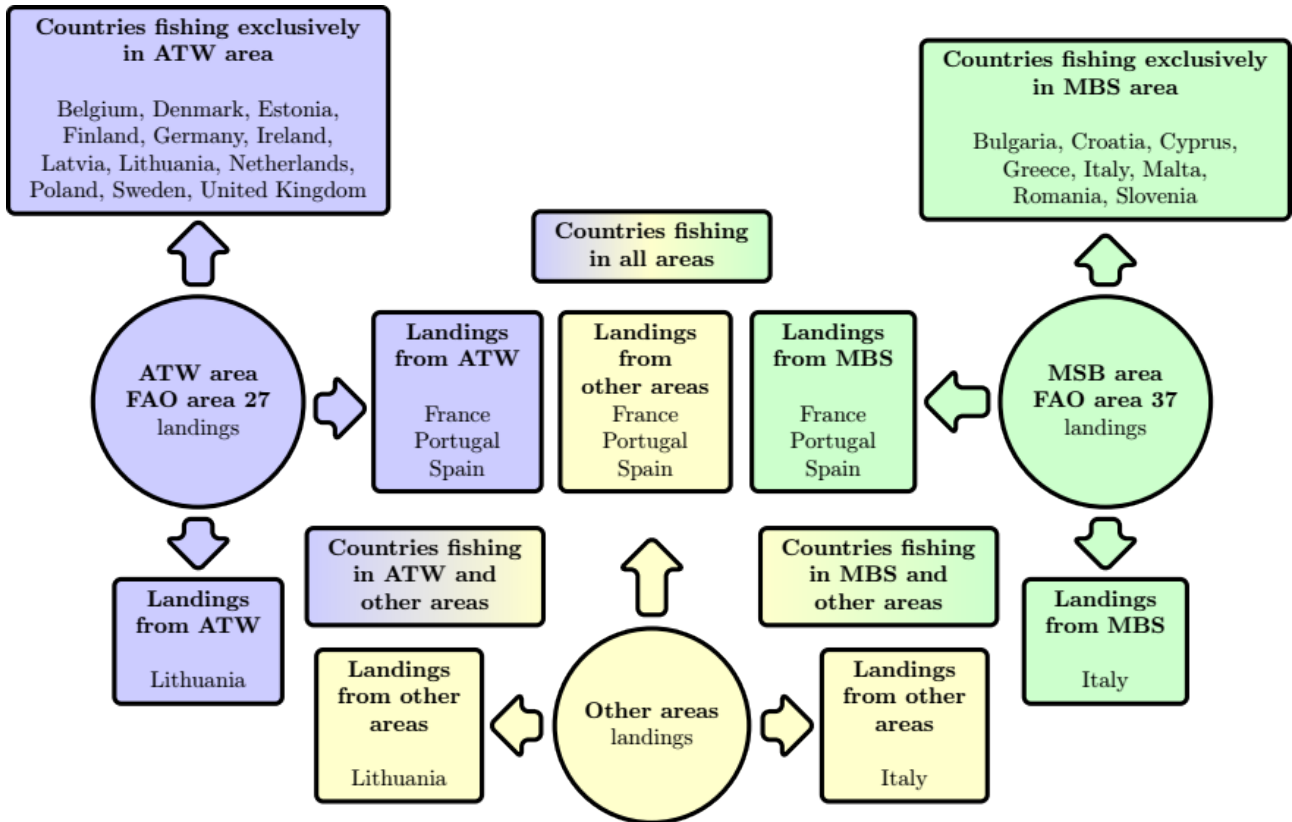 Countries fishing exclusively
in ATW area
Belgium, Denmark, Estonia,
Finland, Germany, Ireland,
Latvia, Lithuania, Netherlands,
Poland, Sweden, United Kingdom
Countries fishing exclusively
in MBS area
Bulgaria, Croatia, Cyprus,
Greece, Italy, Malta,
Romania, Slovenia
Countries fishing
in all areas
ATW area
FAO area 27
landings
Landings
from ATW
France
Portugal
Spain
Landings
from
other areas
France
Portugal
Spain
Landings
from MBS
France
Portugal
Spain
MSB area
FAO area 37
landings
Countries fishing
in ATW and
other areas
Countries fishing
in MBS and
other areas
Landings
from ATW
Lithuania
Landings
from other
areas
Lithuania
Other areas
landings
Landings
from other
areas
Italy
Landings
from MBS
Italy